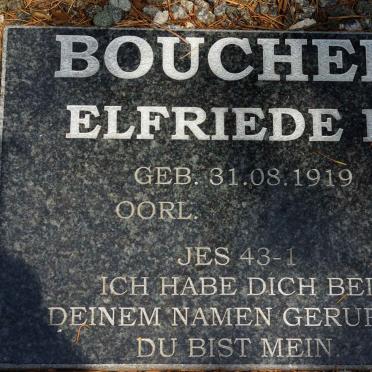 BOUCHE
ELFRIEDE
GEB. 31.08.1919
OORL.
JES 43-1
ICH HABE DICH BEI
DEINEM NAMEN GERU
DU BIST MEIN.